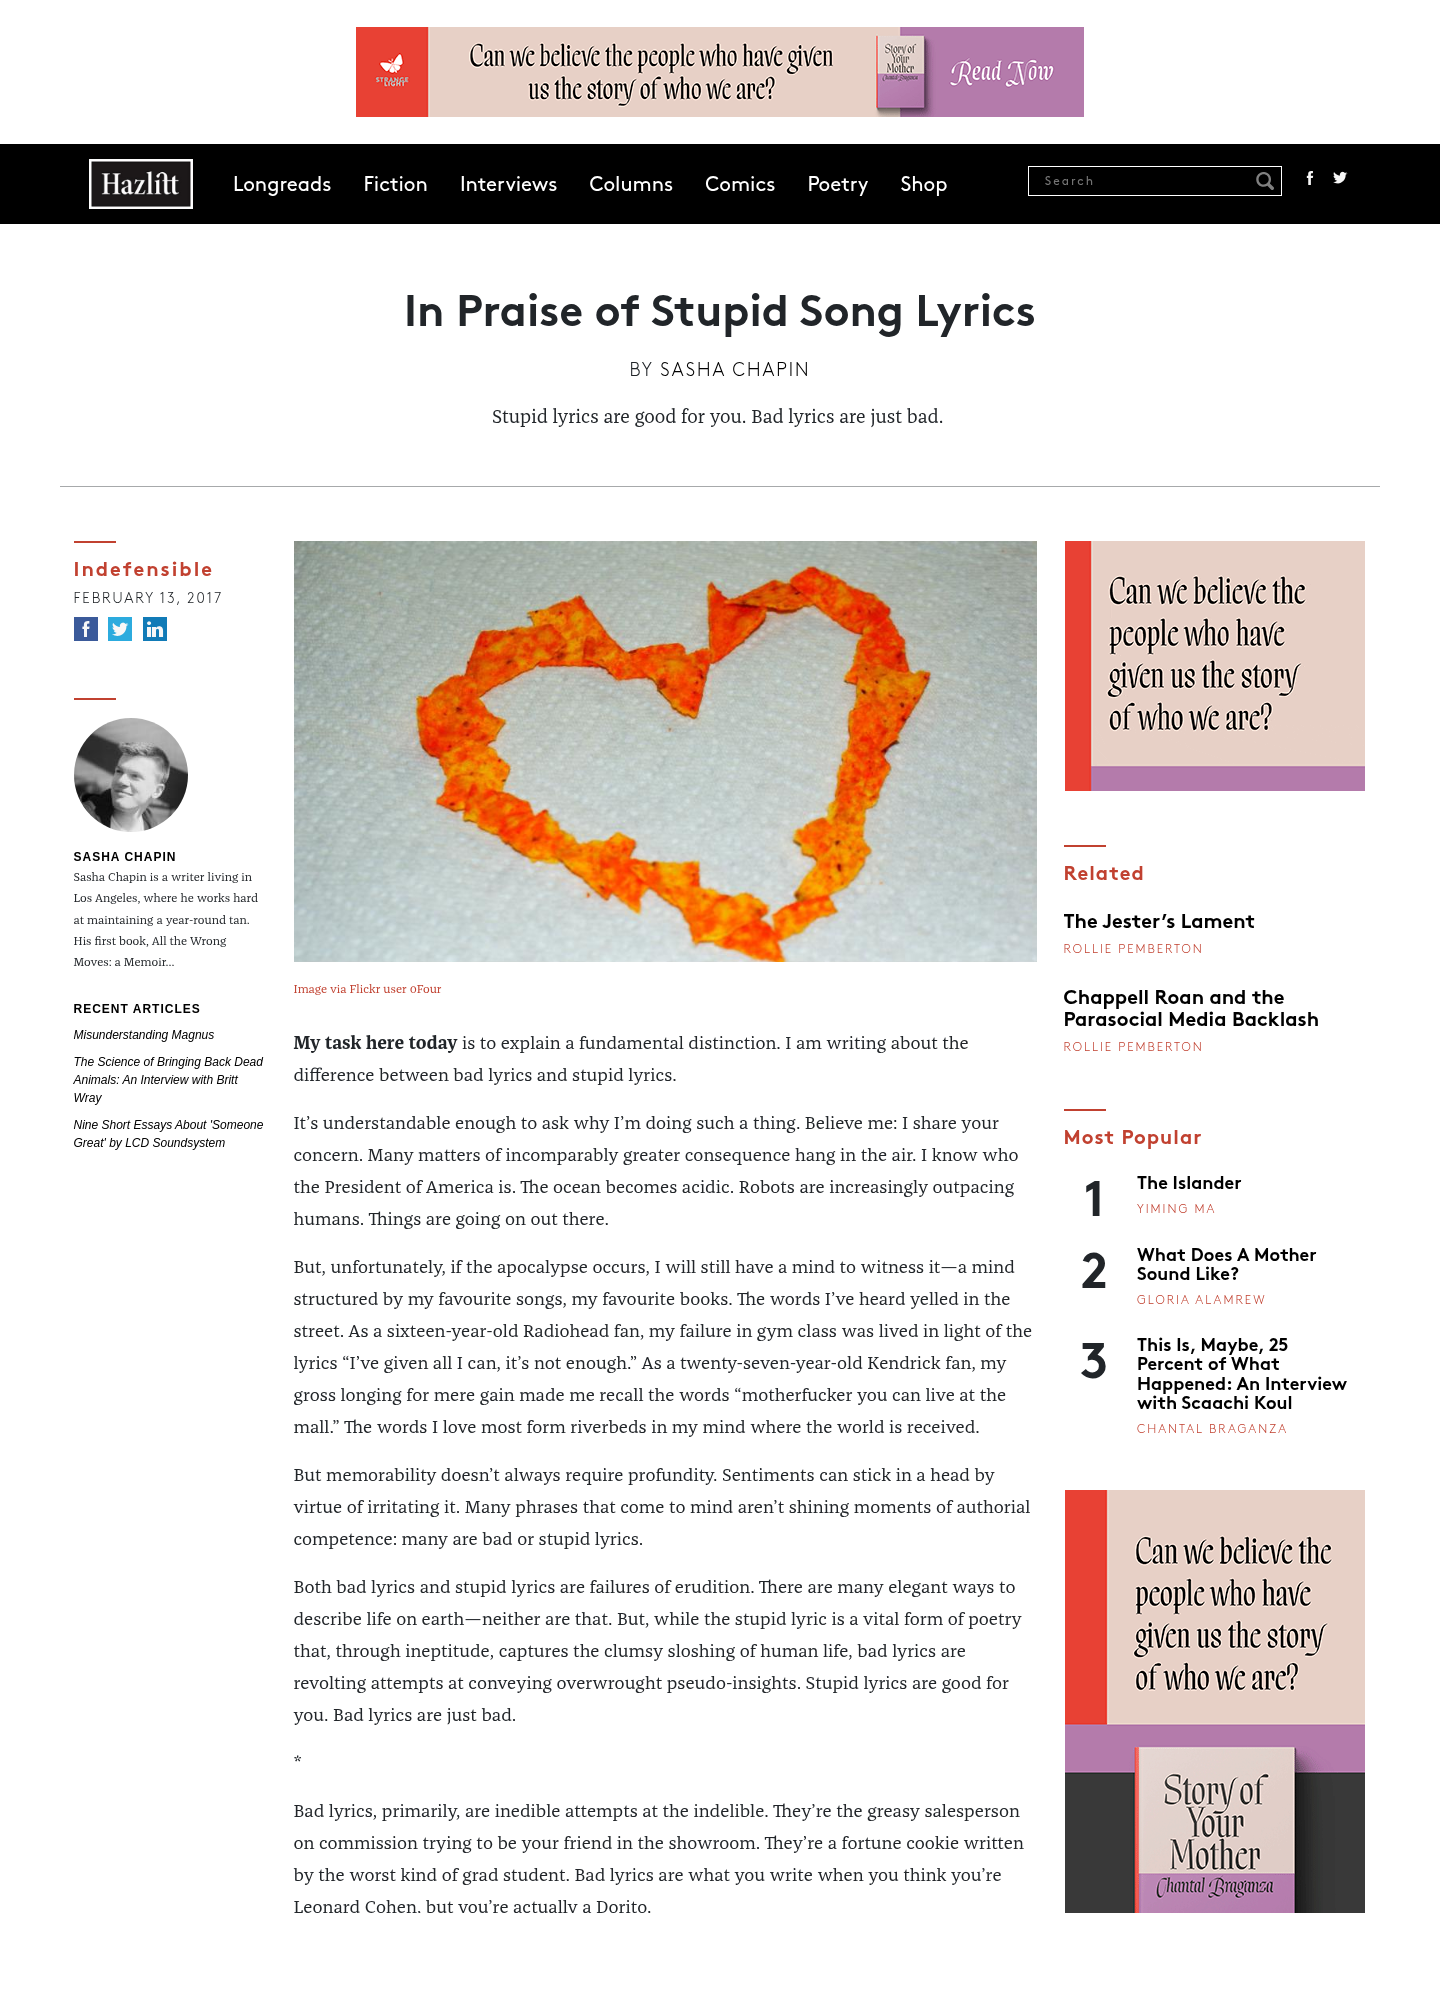 STRANGE
LIGHT
Can we believe the people who have given
us the story of who we are?
Story of
Your
Mother
Chantal Braganza
Read Now
Hazlitt
Longreads Fiction Interviews Columns Comics Poetry Shop
Search
In Praise of Stupid Song Lyrics
BY SASHA CHAPIN
Stupid lyrics are good for you. Bad lyrics are just bad.
Indefensible
FEBRUARY 13, 2017
SASHA CHAPIN
Sasha Chapin is a writer living in
Los Angeles, where he works hard
at maintaining a year-round tan.
His first book, All the Wrong
Moves: a Memoir...
RECENT ARTICLES
Misunderstanding Magnus
The Science of Bringing Back Dead
Animals: An Interview with Britt
Wray
Nine Short Essays About 'Someone
Great' by LCD Soundsystem
Image via Flickr user 0Four
My task here today is to explain a fundamental distinction. I am writing about the
difference between bad lyrics and stupid lyrics.
It’s understandable enough to ask why I’m doing such a thing. Believe me: I share your
concern. Many matters of incomparably greater consequence hang in the air. I know who
the President of America is. The ocean becomes acidic. Robots are increasingly outpacing
humans. Things are going on out there.
But, unfortunately, if the apocalypse occurs, I will still have a mind to witness it—a mind
structured by my favourite songs, my favourite books. The words I’ve heard yelled in the
street. As a sixteen-year-old Radiohead fan, my failure in gym class was lived in light of the
lyrics “I’ve given all I can, it’s not enough.” As a twenty-seven-year-old Kendrick fan, my
gross longing for mere gain made me recall the words “motherfucker you can live at the
mall.” The words I love most form riverbeds in my mind where the world is received.
But memorability doesn’t always require profundity. Sentiments can stick in a head by
virtue of irritating it. Many phrases that come to mind aren’t shining moments of authorial
competence: many are bad or stupid lyrics.
Both bad lyrics and stupid lyrics are failures of erudition. There are many elegant ways to
describe life on earth—neither are that. But, while the stupid lyric is a vital form of poetry
that, through ineptitude, captures the clumsy sloshing of human life, bad lyrics are
revolting attempts at conveying overwrought pseudo-insights. Stupid lyrics are good for
you. Bad lyrics are just bad.
*
Bad lyrics, primarily, are inedible attempts at the indelible. They’re the greasy salesperson
on commission trying to be your friend in the showroom. They’re a fortune cookie written
by the worst kind of grad student. Bad lyrics are what you write when you think you’re
Leonard Cohen, but you’re actually a Dorito.
Can we believe the
people who have
given us the story
of who we are?
Related
The Jester’s Lament
ROLLIE PEMBERTON
Chappell Roan and the
Parasocial Media Backlash
ROLLIE PEMBERTON
Most Popular
1
The Islander
YIMING MA
2
What Does A Mother
Sound Like?
GLORIA ALAMREW
3
This Is, Maybe, 25
Percent of What
Happened: An Interview
with Scaachi Koul
CHANTAL BRAGANZA
Can we believe the
people who have
given us the story
of who we are?
Story of
Your
Mother
Chantal Braganza